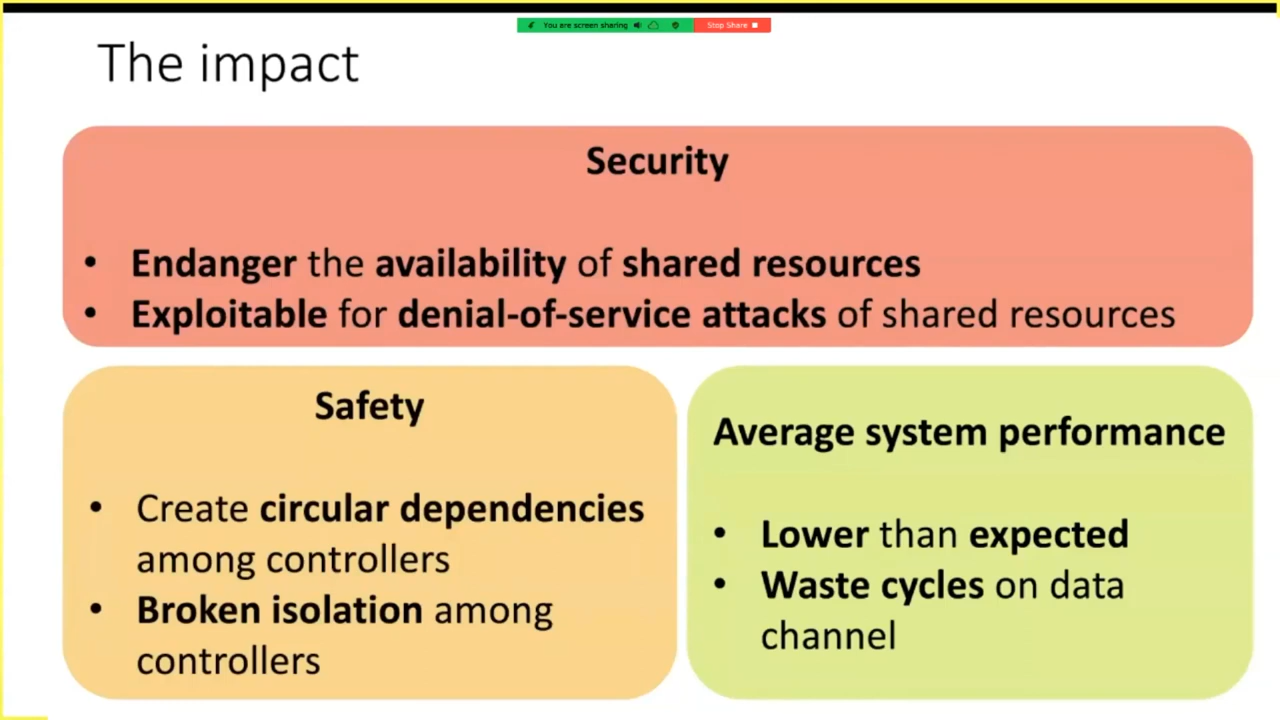 You are screen sharing
Stop Share
The impact
Security
• Endanger the availability of shared resources
• Exploitable for denial-of-service attacks of shared resources
Safety
• Create circular dependencies
among controllers
• Broken isolation among
controllers
Average system performance
• Lower than expected
• Waste cycles on data
channel